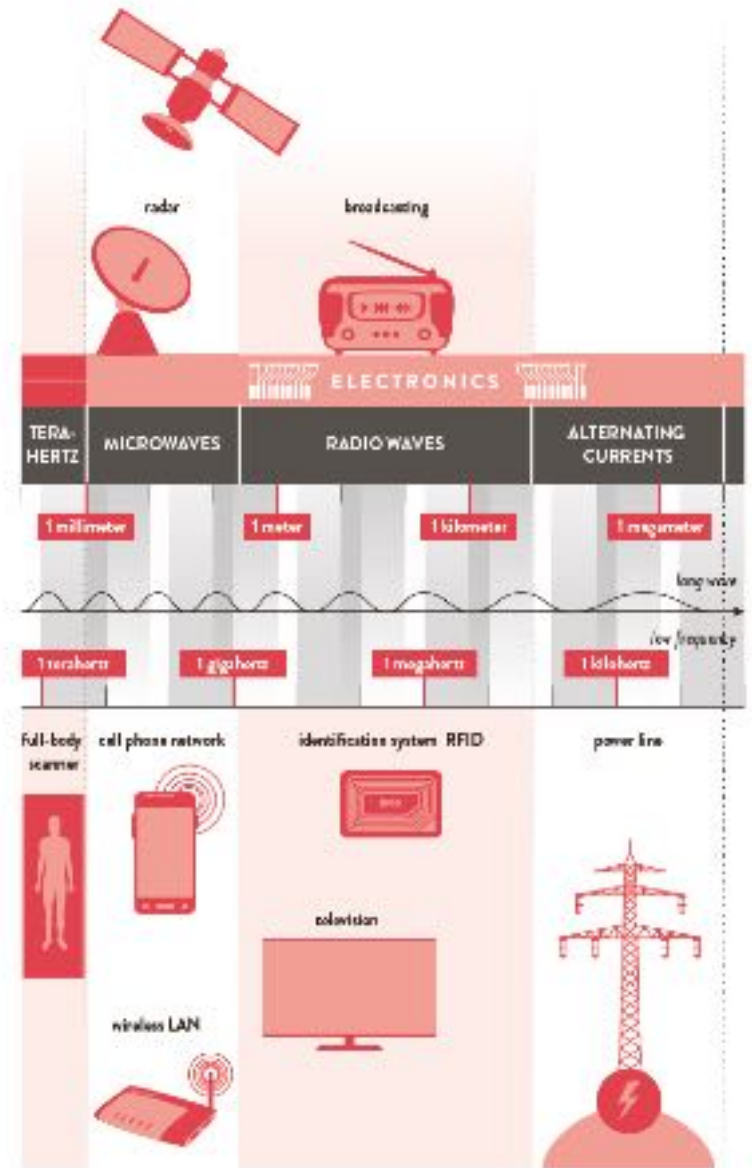 radar
broadcasting
ELECTRONICS
TERA-
HERTZ
MICROWAVES
RADIO WAVES
ALTERNATING
CURRENTS
1 millimeter
1 meter
1 kilometer
1 megameter
long wave
low frequency
1 terahertz
1 gigahertz
1 megahertz
1 kilohertz
full-body
scanner
cell phone network
identification system RFID
power line
television
wireless LAN